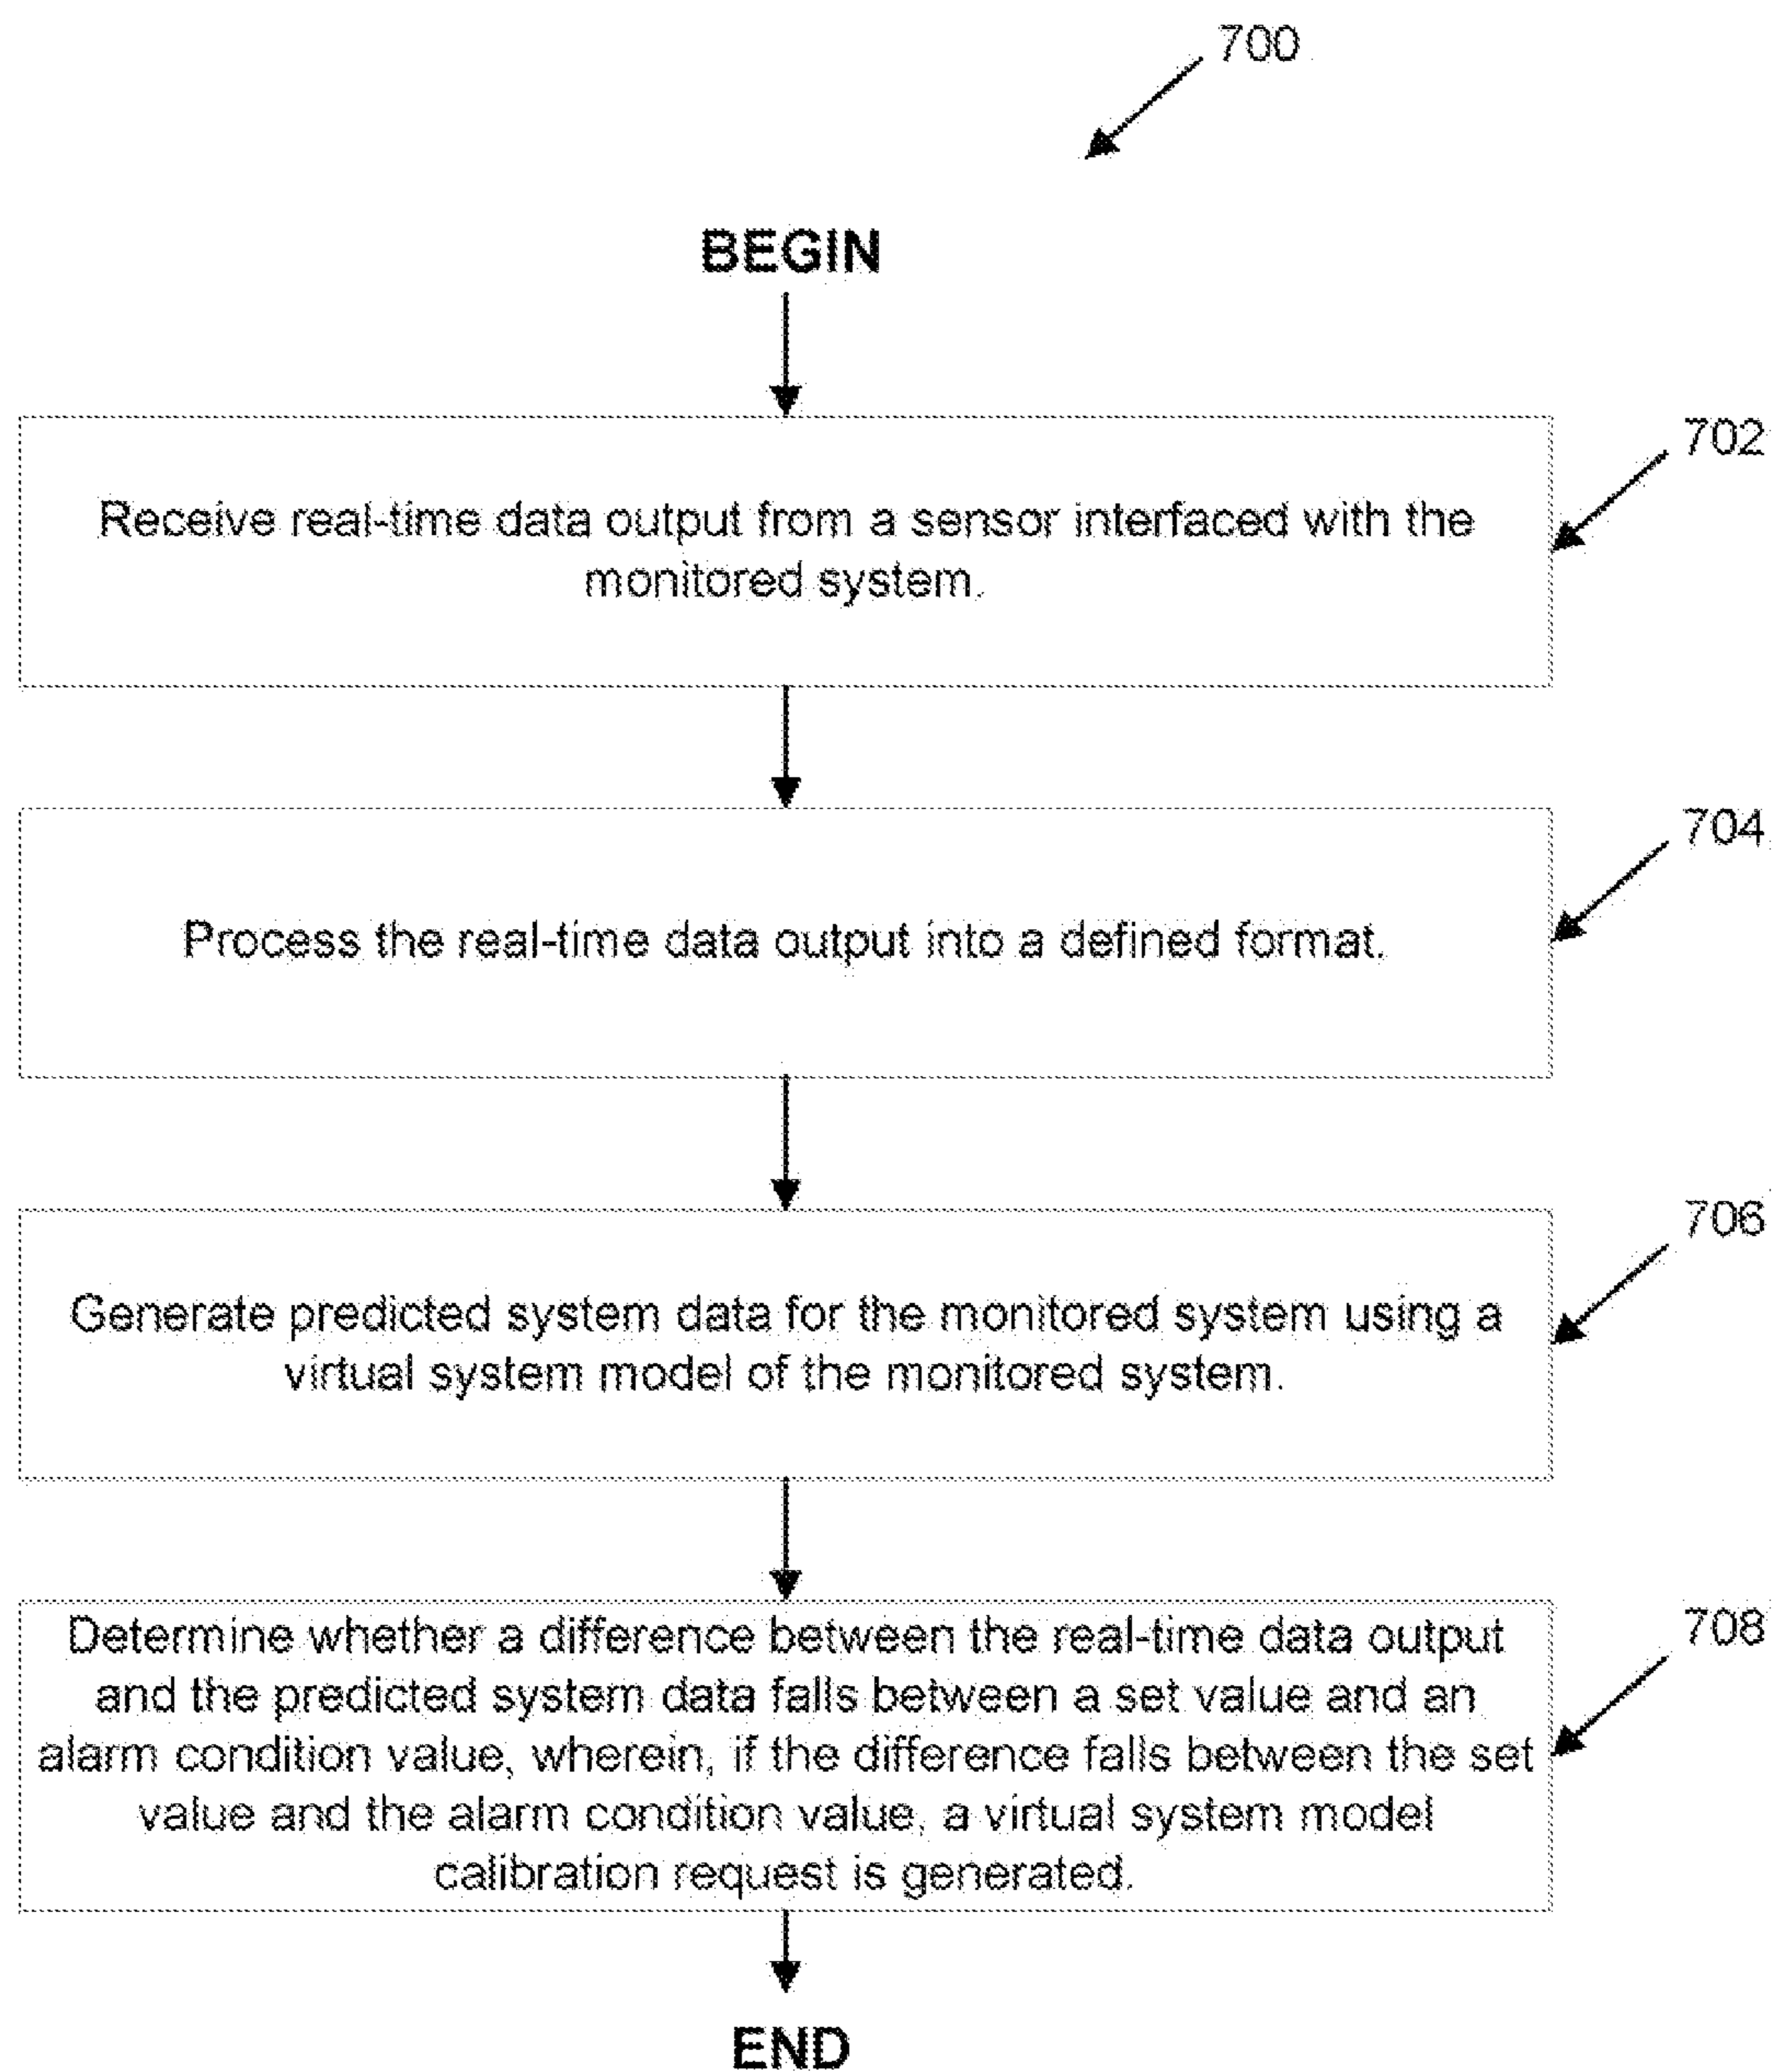 700
BEGIN
702
Receive real-time data output from a sensor interfaced with the
monitored system.
704
Process the real-time data output into a defined format.
706
Generate predicted system data for the monitored system using a
virtual system model of the monitored system.
708
Determine whether a difference between the real-time data output
and the predicted system data falls between a set value and an
alarm condition value, wherein, if the difference falls between the set
value and the alarm condition value, a virtual system model
calibration request is generated.
END